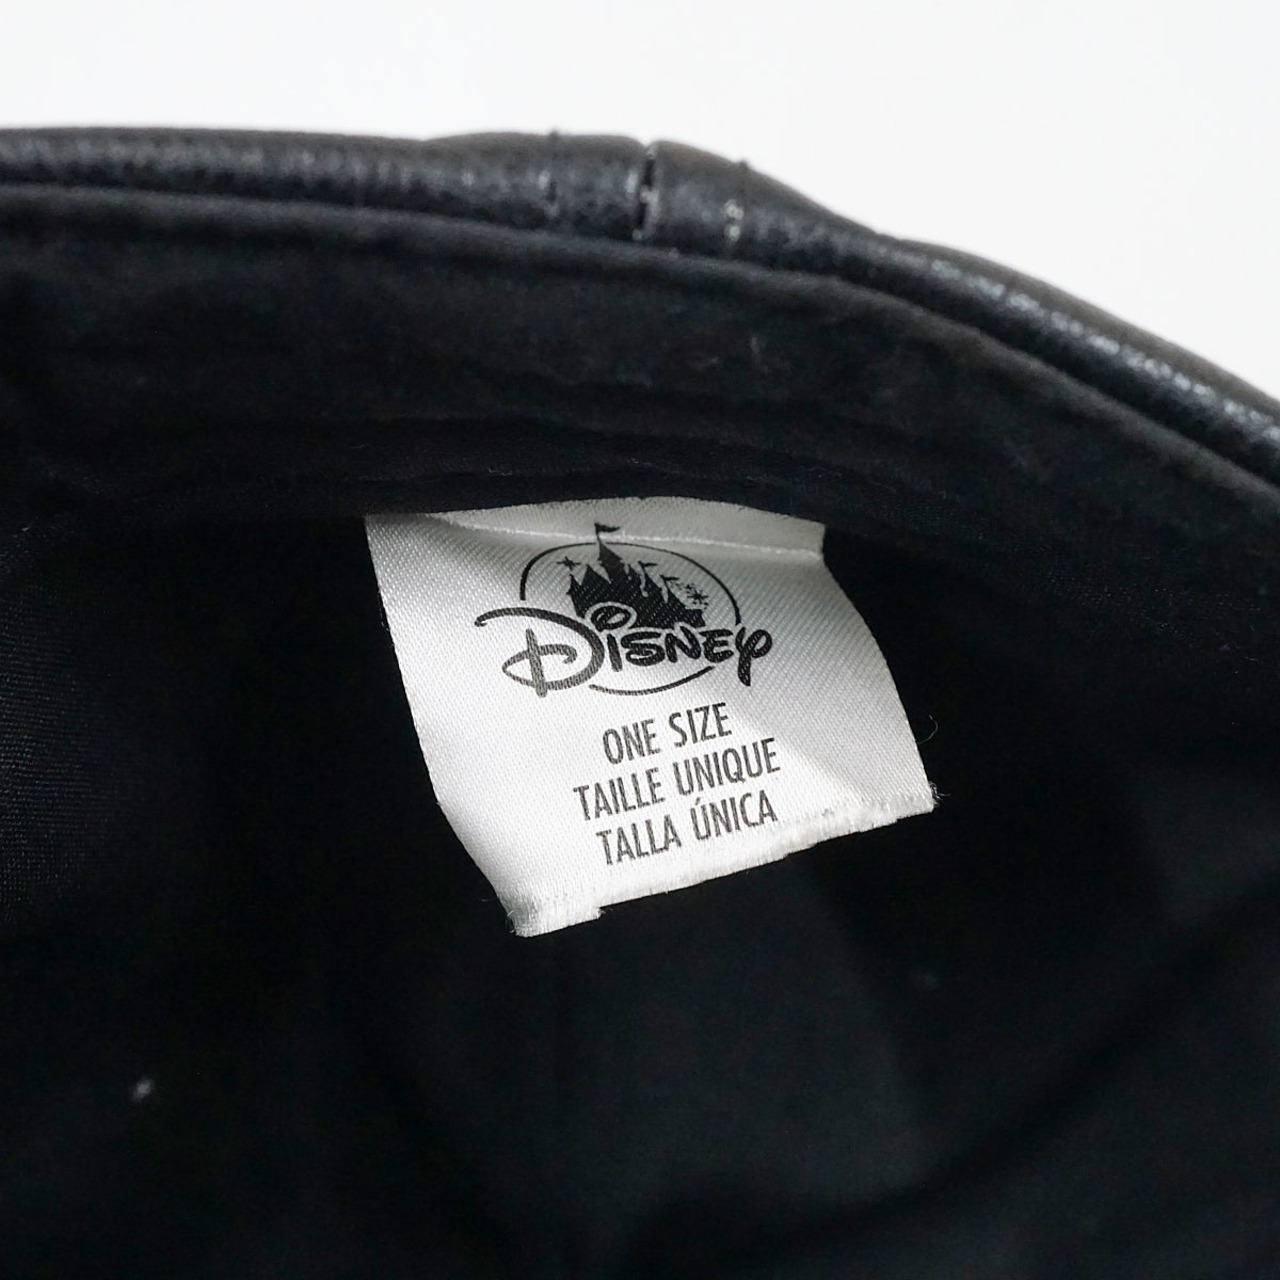 Disney
ONE SIZE
TAILLE UNIQUE
TALLA ÚNICA